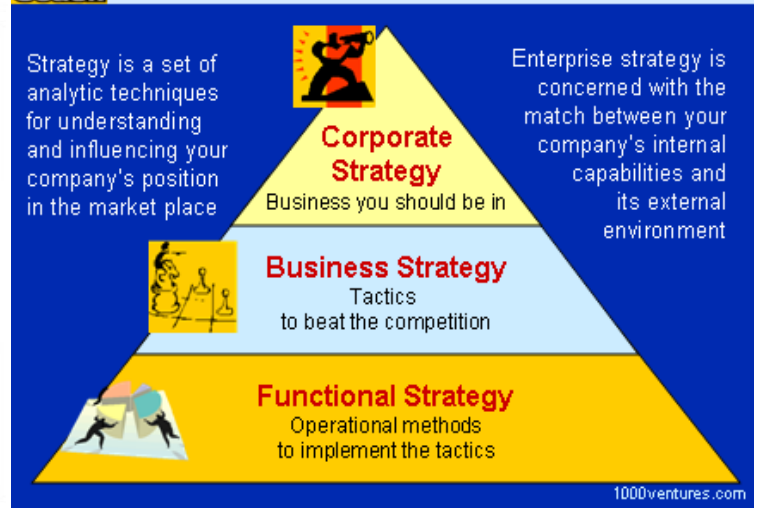 Strategy is a set of
analytic techniques
for understanding
and influencing your
company's position
in the market place
Enterprise strategy is
concerned with the
match between your
company's internal
capabilities and
its external
environment
Corporate
Strategy
Business you should be in
Business Strategy
Tactics
to beat the competition
Functional Strategy
Operational methods
to implement the tactics
1000ventures.com